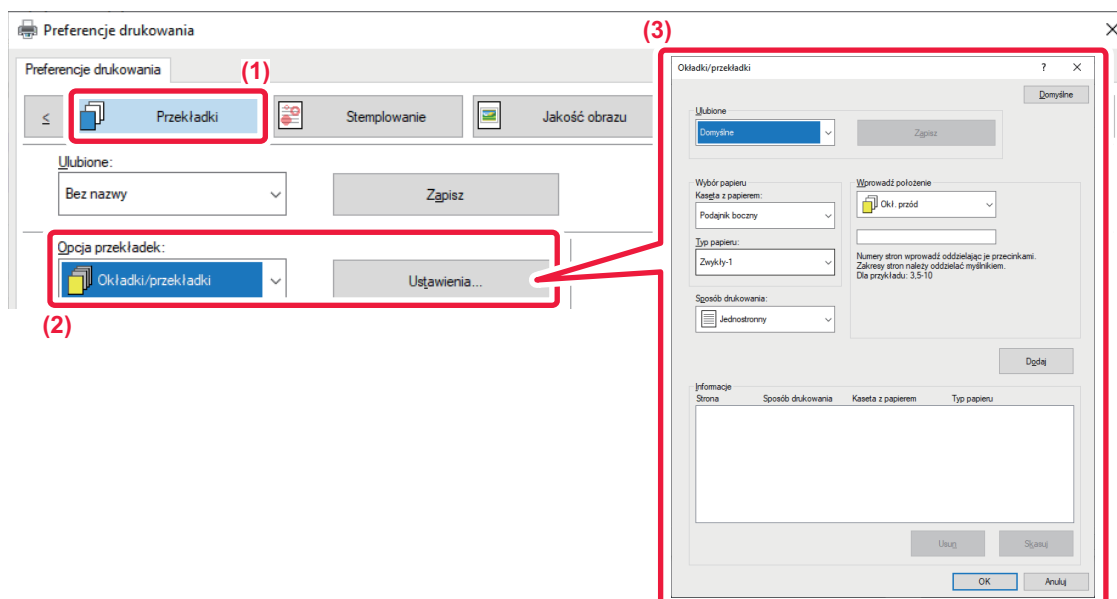 Preferencje drukowania
Preferencje drukowania
(1)
<
Przekładki
Stemplowanie
Jakość obrazu
Ulubione:
Bez nazwy
Zapisz
Opcja przekładek:
Okładki/przekładki
Ustawienia...
(2)
(3)
Okładki/przekładki
?
Domyślne
Ulubione
Domyślne
Zapisz
Wybór papieru
Kaseta z papierem:
Podajnik boczny
Typ papieru:
Zwykły-1
Sposób drukowania:
Jednostronny
Wprowadź położenie
Okł. przód
Numery stron wprowadź oddzielając je przecinkami.
Zakresy stron należy oddzielać myślnikiem.
Dla przykładu: 3,5-10
Dodaj
Informacje
Strona Sposób drukowania Kaseta z papierem Typ papieru
Usuń
Skasuj
OK
Anuluj